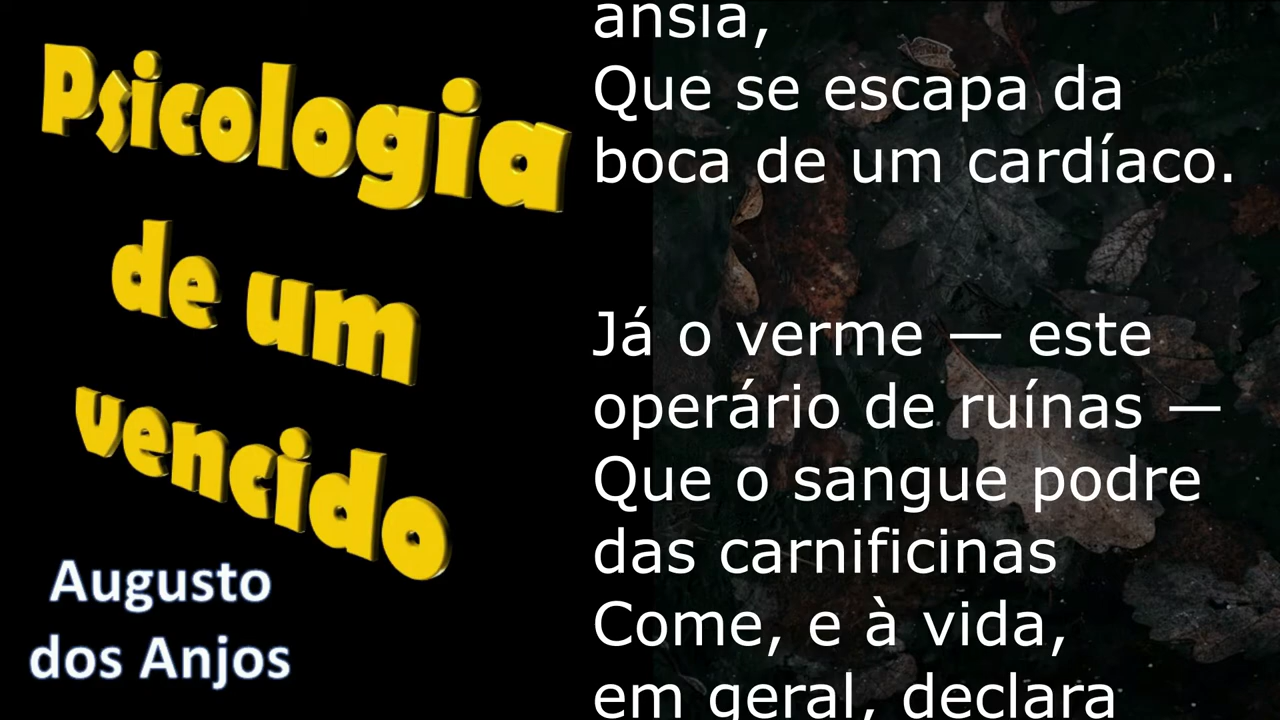 Psicologia
de um
vencido
Augusto
dos Anjos
ânsia,
Que se escapa da
boca de um cardíaco.
Já o verme — este
operário de ruínas —
Que o sangue podre
das carnificinas
Come, e à vida,
em geral, declara